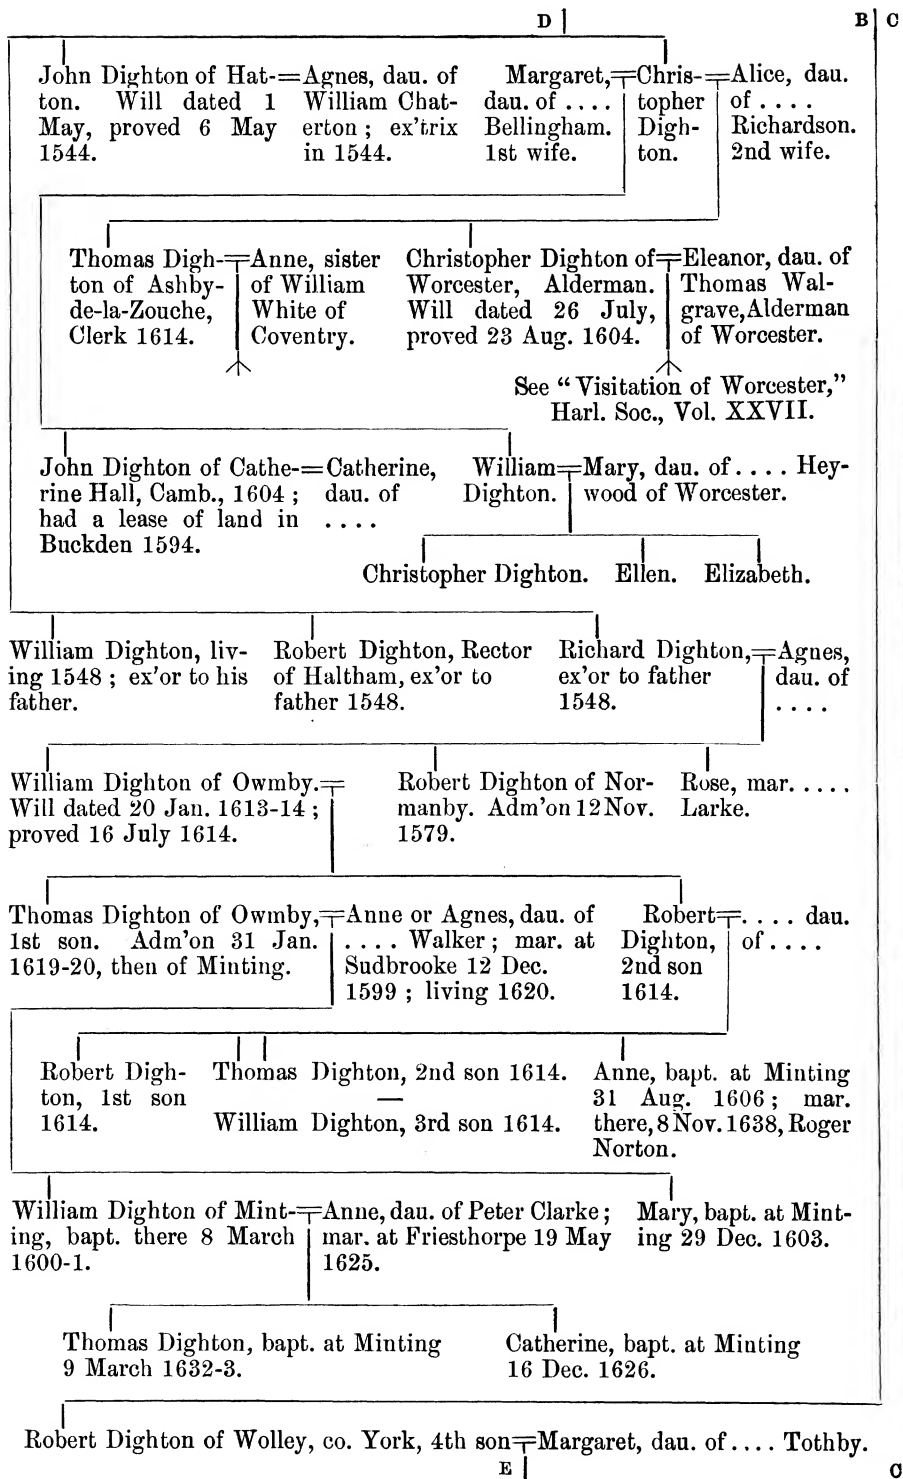 D B C
John Dighton of Hat-=Agnes, dau. of Margaret,=Chris-=Alice, dau.
ton. Will dated 1 William Chat- dau. of .... topher of ....
May, proved 6 May erton; ex'trix Bellingham. Digh- Richardson.
1544. in 1544. 1st wife. ton. 2nd wife.
Thomas Digh-=Anne, sister Christopher Dighton of=Eleanor, dau. of
ton of Ashby- of William Worcester, Alderman. Thomas Wal-
de-la-Zouche, White of Will dated 26 July, grave, Alderman
Clerk 1614. Coventry. proved 23 Aug. 1604. of Worcester.
See "Visitation of Worcester,"
Harl. Soc., Vol. XXVII.
John Dighton of Cathe-=Catherine, William=Mary, dau. of .... Hey-
rine Hall, Camb., 1604; dau. of Dighton. wood of Worcester.
had a lease of land in ....
Buckden 1594.
Christopher Dighton. Ellen. Elizabeth.
William Dighton, liv- Robert Dighton, Rector Richard Dighton,=Agnes,
ing 1548; ex'or to his of Haltham, ex'or to ex'or to father dau. of
father. father 1548. 1548. ....
William Dighton of Owmby.= Robert Dighton of Nor- Rose, mar.....
Will dated 20 Jan. 1613-14; manby. Adm'on 12 Nov. Larke.
proved 16 July 1614. 1579.
Thomas Dighton of Owmby,=Anne or Agnes, dau. of Robert=.... dau.
1st son. Adm'on 31 Jan. .... Walker; mar. at Dighton, of ....
1619-20, then of Minting. Sudbrooke 12 Dec. 2nd son
1599; living 1620. 1614.
Robert Digh- Thomas Dighton, 2nd son 1614. Anne, bapt. at Minting
ton, 1st son — 31 Aug. 1606; mar.
1614. William Dighton, 3rd son 1614. there, 8 Nov. 1638, Roger
Norton.
William Dighton of Mint-=Anne, dau. of Peter Clarke; Mary, bapt. at Mint-
ing, bapt. there 8 March mar. at Friesthorpe 19 May ing 29 Dec. 1603.
1600-1. 1625.
Thomas Dighton, bapt. at Minting Catherine, bapt. at Minting
9 March 1632-3. 16 Dec. 1626.
Robert Dighton of Wolley, co. York, 4th son=Margaret, dau. of .... Tothby.
E C